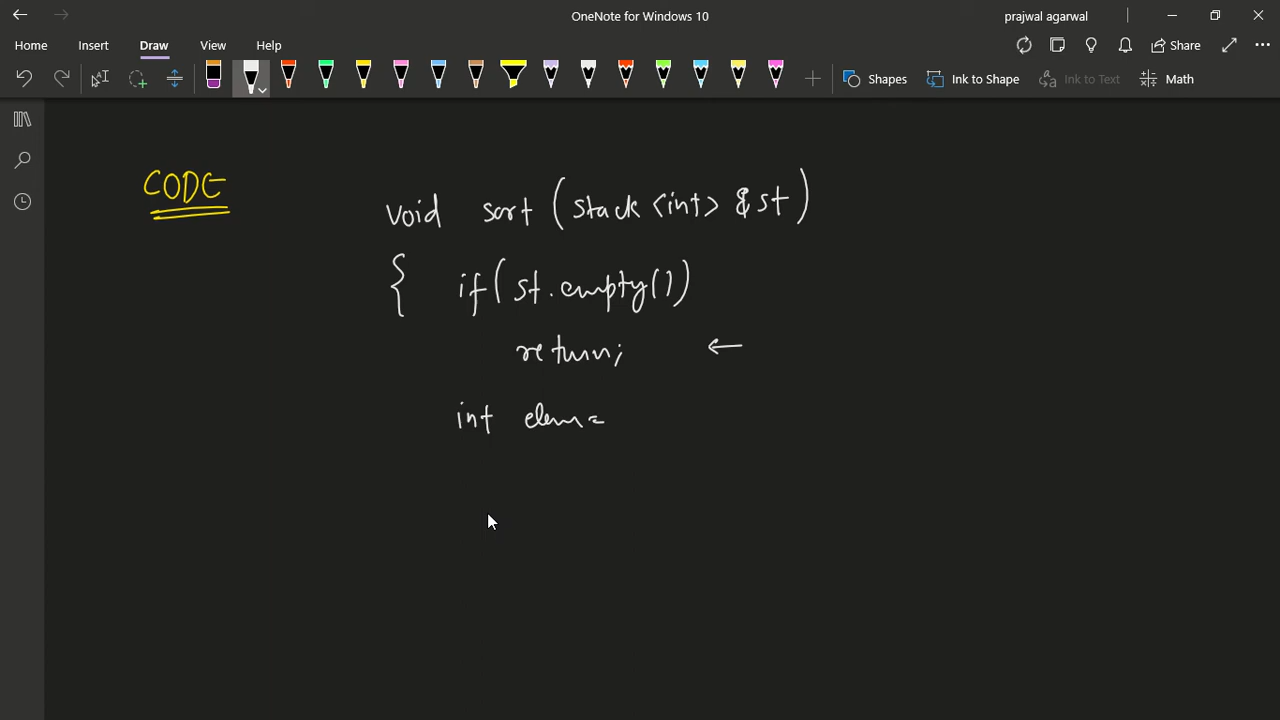 OneNote for Windows 10
prajwal agarwal
Home Insert Draw View Help
Share
Shapes Ink to Shape Ink to Text Math
CODE
void sort (stack <int> &st)
{ if(st.empty())
return; ←
int elem=